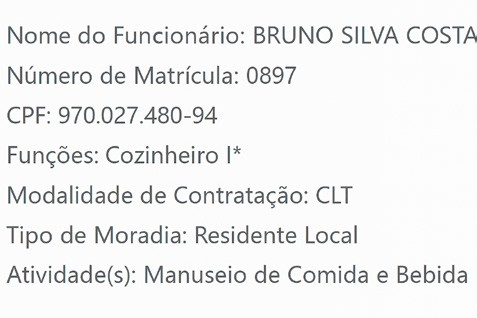 Nome do Funcionário: BRUNO SILVA COSTA
Número de Matrícula: 0897
CPF: 970.027.480-94
Funções: Cozinheiro I*
Modalidade de Contratação: CLT
Tipo de Moradia: Residente Local
Atividade(s): Manuseio de Comida e Bebida